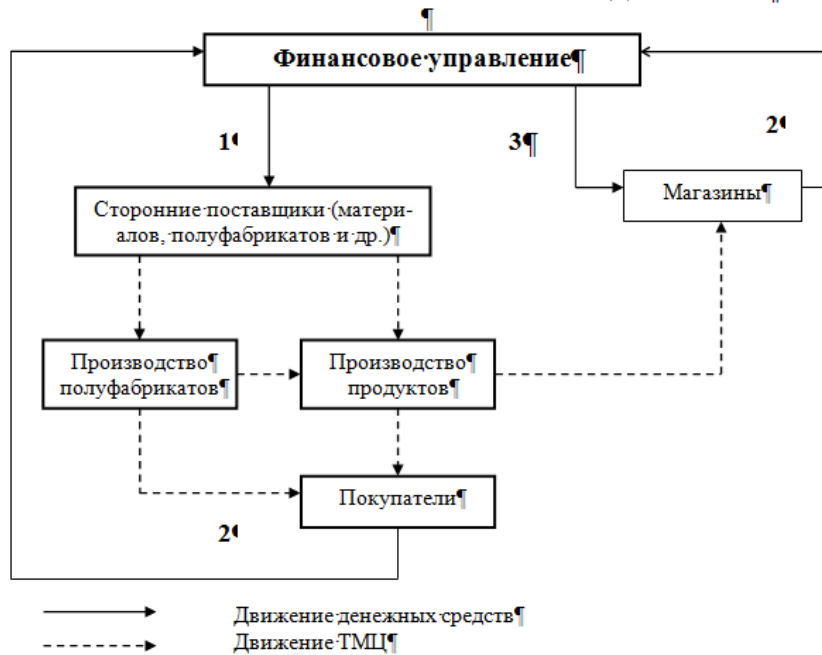 ¶
Финансовое·управление¶
1¶
3¶
2¶
Магазины¶
Сторонние·поставщики·(матери-
алов,·полуфабрикатов·и·др.)¶
Производство¶
полуфабрикатов¶
Производство¶
продуктов¶
Покупатели¶
2¶
Движение·денежных·средств¶
Движение·ТМЦ¶